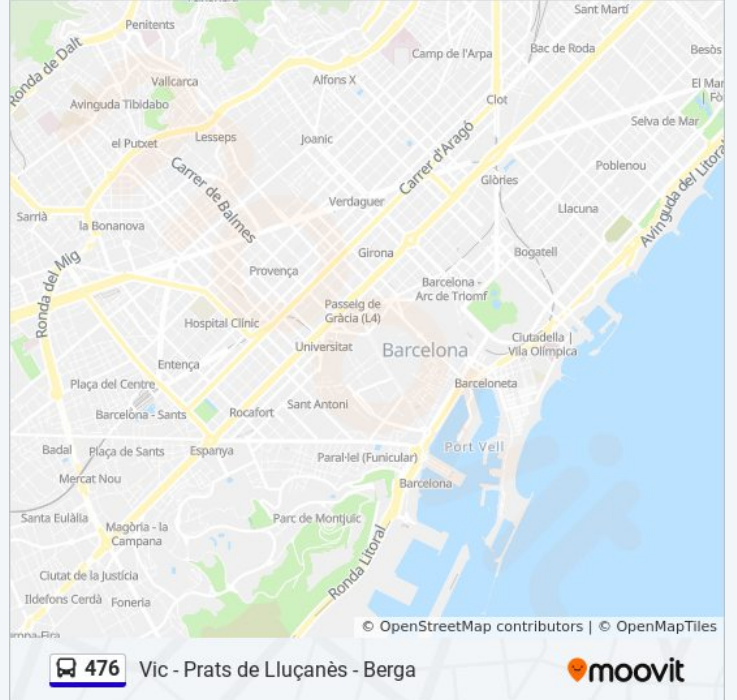 Sant Martí
Penitents
Ronda de Dalt
Camp de l'Arpa
Bac de Roda
Besòs
Vallcarca
Alfons X
El Mar
| Fò
Avinguda Tibidabo
Clot
Selva de Mar
el Putxet
Lesseps
Joanic
Carrer d'Aragó
Poblenou
Carrer de Balmes
Glòries
Avinguda del Litoral
Verdaguer
Llacuna
Sarrià
la Bonanova
Girona
Bogatell
Ronda del Mig
Provença
Barcelona -
Arc de Triomf
Passeig de
Gràcia (L4)
Hospital Clínic
Universitat
Barcelona
Ciutadella |
Vila Olímpica
Entença
Plaça del Centre
Barceloneta
Barcelona - Sants
Rocafort
Sant Antoni
Badal
Plaça de Sants
Espanya
Paral·lel (Funicular)
Port Vell
Mercat Nou
Barcelona
Santa Eulàlia
Magòria - la
Campana
Parc de Montjuïc
Ronda Litoral
Ciutat de la Justícia
Ildefons Cerdà
Foneria
ropa-Fira
© OpenStreetMap contributors | © OpenMapTiles
476 Vic - Prats de Lluçanès - Berga
moovit